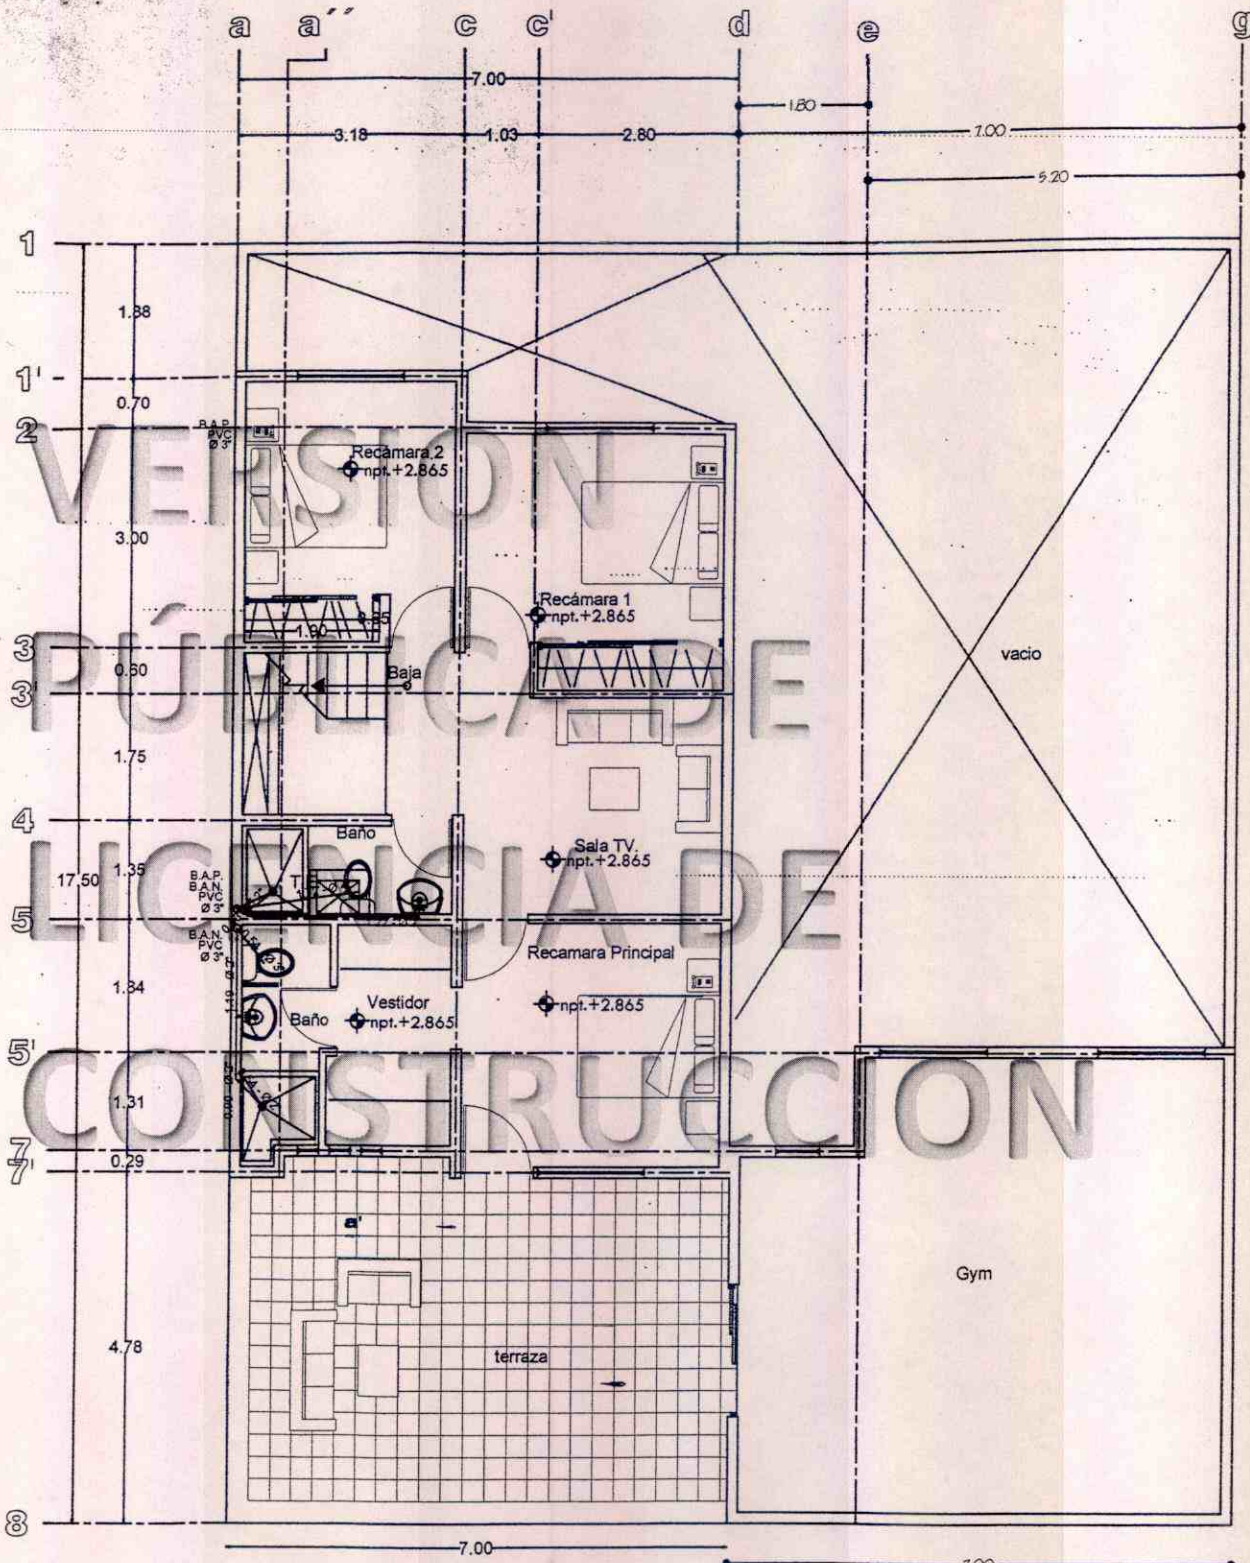 a a'' c c' d e g
7.00
1.80
3.18 1.03 2.80 7.00
5.20
1
1.88
1'
0.70
2
B.A.P.
PVC
Ø 3"
VERSION
Recámara 2
npt.+2.865
3.00
Recámara 1
npt.+2.865
1.90
3
PÚBLICA DE
vacio
0.60
Baja
3'
1.75
4
Baño
Sala TV.
npt.+2.865
LICENCIA DE
17.50
1.35
B.A.P.
B.A.N.
PVC
Ø 3"
5
B.A.N.
PVC
Ø 3"
Recamara Principal
1.84
Vestidor
npt.+2.865
npt.+2.865
Baño
5'
CONSTRUCCION
1.31
7
0.29
7'
a'
Gym
4.78
terraza
8
7.00
7.00